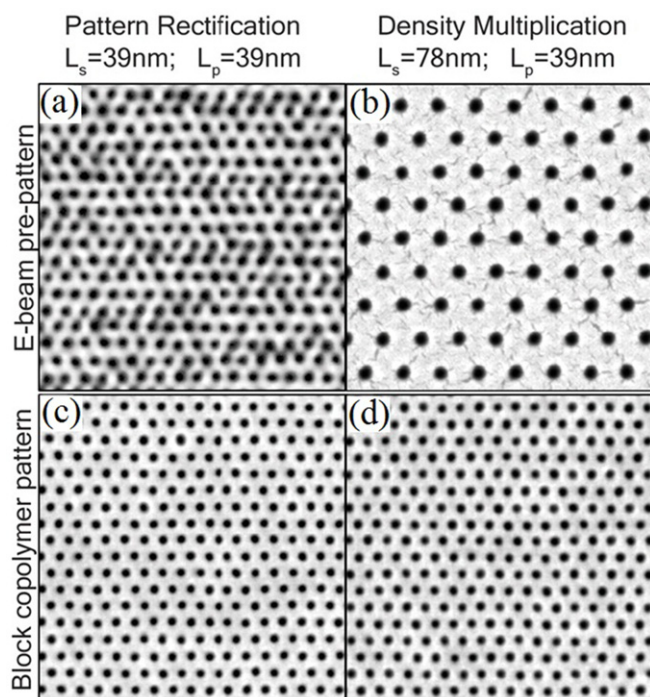 Pattern Rectification
Lₛ=39nm; Lₚ=39nm
Density Multiplication
Lₛ=78nm; Lₚ=39nm
E-beam pre-pattern
(a)
(b)
Block copolymer pattern
(c)
(d)